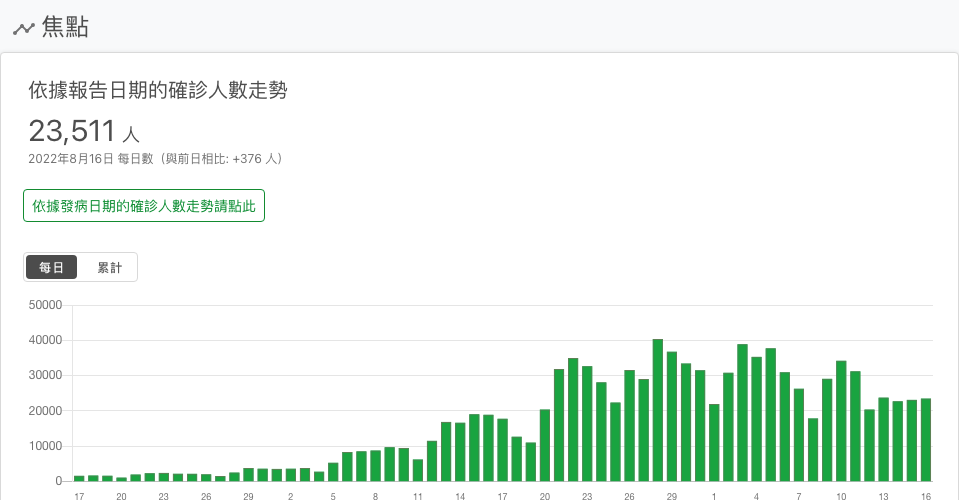 焦點
依據報告日期的確診人數走勢
23,511 人
2022年8月16日 每日數（與前日相比: +376 人）
依據發病日期的確診人數走勢請點此
每日 累計
50000
40000
30000
20000
10000
0
17 20 23 26 29 2 5 8 11 14 17 20 23 26 29 1 4 7 10 13 16